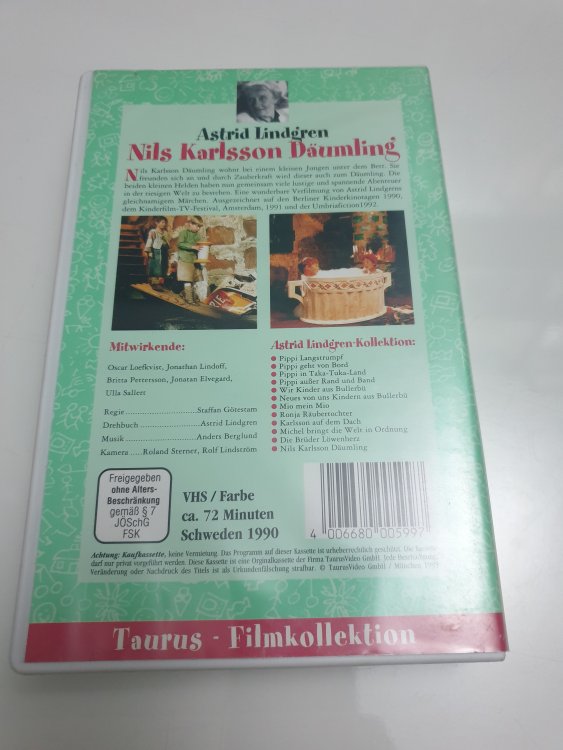 Astrid Lindgren
Nils Karlsson Däumling
Nils Karlsson Däumling wohnt bei einem kleinen Jungen unter dem Bett. Sie
freunden sich an und durch Zauberkraft wird dieser auch zum Däumling. Die
beiden kleinen Helden haben nun gemeinsam viele lustige und spannende Abenteuer
in der riesigen Welt zu bestehen. Eine wunderbare Verfilmung von Astrid Lindgrens
gleichnamigem Märchen. Ausgezeichnet auf den Berliner Kinderkinotagen 1990,
dem Kinderfilm-TV-Festival, Amsterdam, 1991 und der Umbriafiction1992.
Mitwirkende:
Oscar Loefkvist, Jonathan Lindoff,
Britta Pettersson, Jonatan Elvegard,
Ulla Sallert
Regie ..........................Staffan Götestam
Drehbuch ......................Astrid Lindgren
Musik ..........................Anders Berglund
Kamera .....Roland Sterner, Rolf Lindström
Astrid Lindgren-Kollektion:
Pippi Langstrumpf
Pippi geht von Bord
Pippi in Taka-Tuka-Land
Pippi außer Rand und Band
Wir Kinder aus Bullerbü
Neues von uns Kindern aus Bullerbü
Mio mein Mio
Ronja Räubertochter
Karlsson auf dem Dach
Michel bringt die Welt in Ordnung
Die Brüder Löwenherz
Nils Karlsson Däumling
Freigegeben
ohne Alters-
Beschränkung
gemäß § 7
JÖSchG
FSK
VHS / Farbe
ca. 72 Minuten
Schweden 1990
4 006680 005997
Achtung: Kaufkassette, keine Vermietung. Das Programm auf dieser Kassette ist urheberrechtlich geschützt. Die Kassette
darf nur privat vorgeführt werden. Diese Kassette ist eine Orginalkassette der Firma TaurusVideo GmbH. Jede Beschriftung,
Veränderung oder Nachdruck des Titels ist als Urkundenfälschung strafbar. © TaurusVideo GmbH / München
Taurus - Filmkollektion